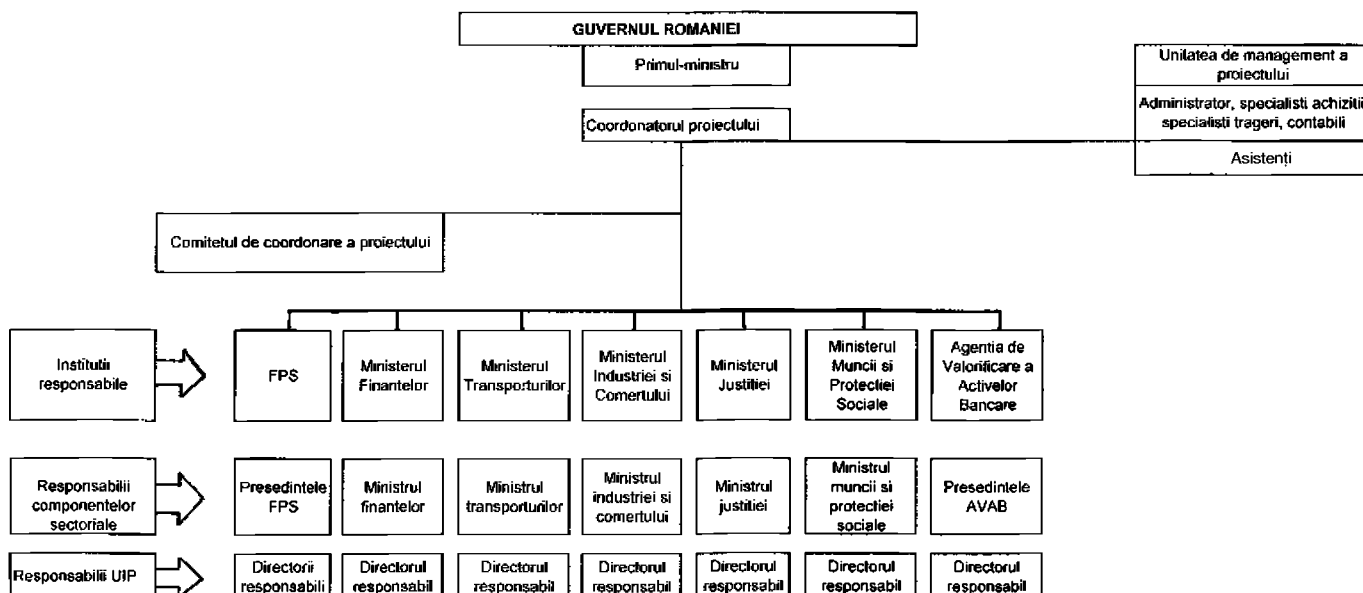 GUVERNUL ROMANIEI
Primul-ministru
Unitatea de management a
proiectului
Administrator, specialisti achizitii
specialisti trageri, contabili
Asistenți
Coordonatorul proiectului
Comitetul de coordonare a proiectului
Institutii
responsabile
FPS
Ministerul
Finantelor
Ministerul
Transporturilor
Ministerul
Industriei si
Comertului
Ministerul
Justitiei
Ministerul
Muncii si
Protectiei
Sociale
Agentia de
Valorificare a
Activelor
Bancare
Responsabilii
componentelor
sectoriale
Presedintele
FPS
Ministrul
finantelor
Ministrul
transporturilor
Ministrul
industriei si
comertului
Ministrul
justitiei
Ministrul
muncii si
protectiei
sociale
Presedintele
AVAB
Responsabilii UIP
Directorii
responsabili
Directorul
responsabil
Directorul
responsabil
Directorul
responsabil
Directorul
responsabil
Directorul
responsabil
Directorul
responsabil